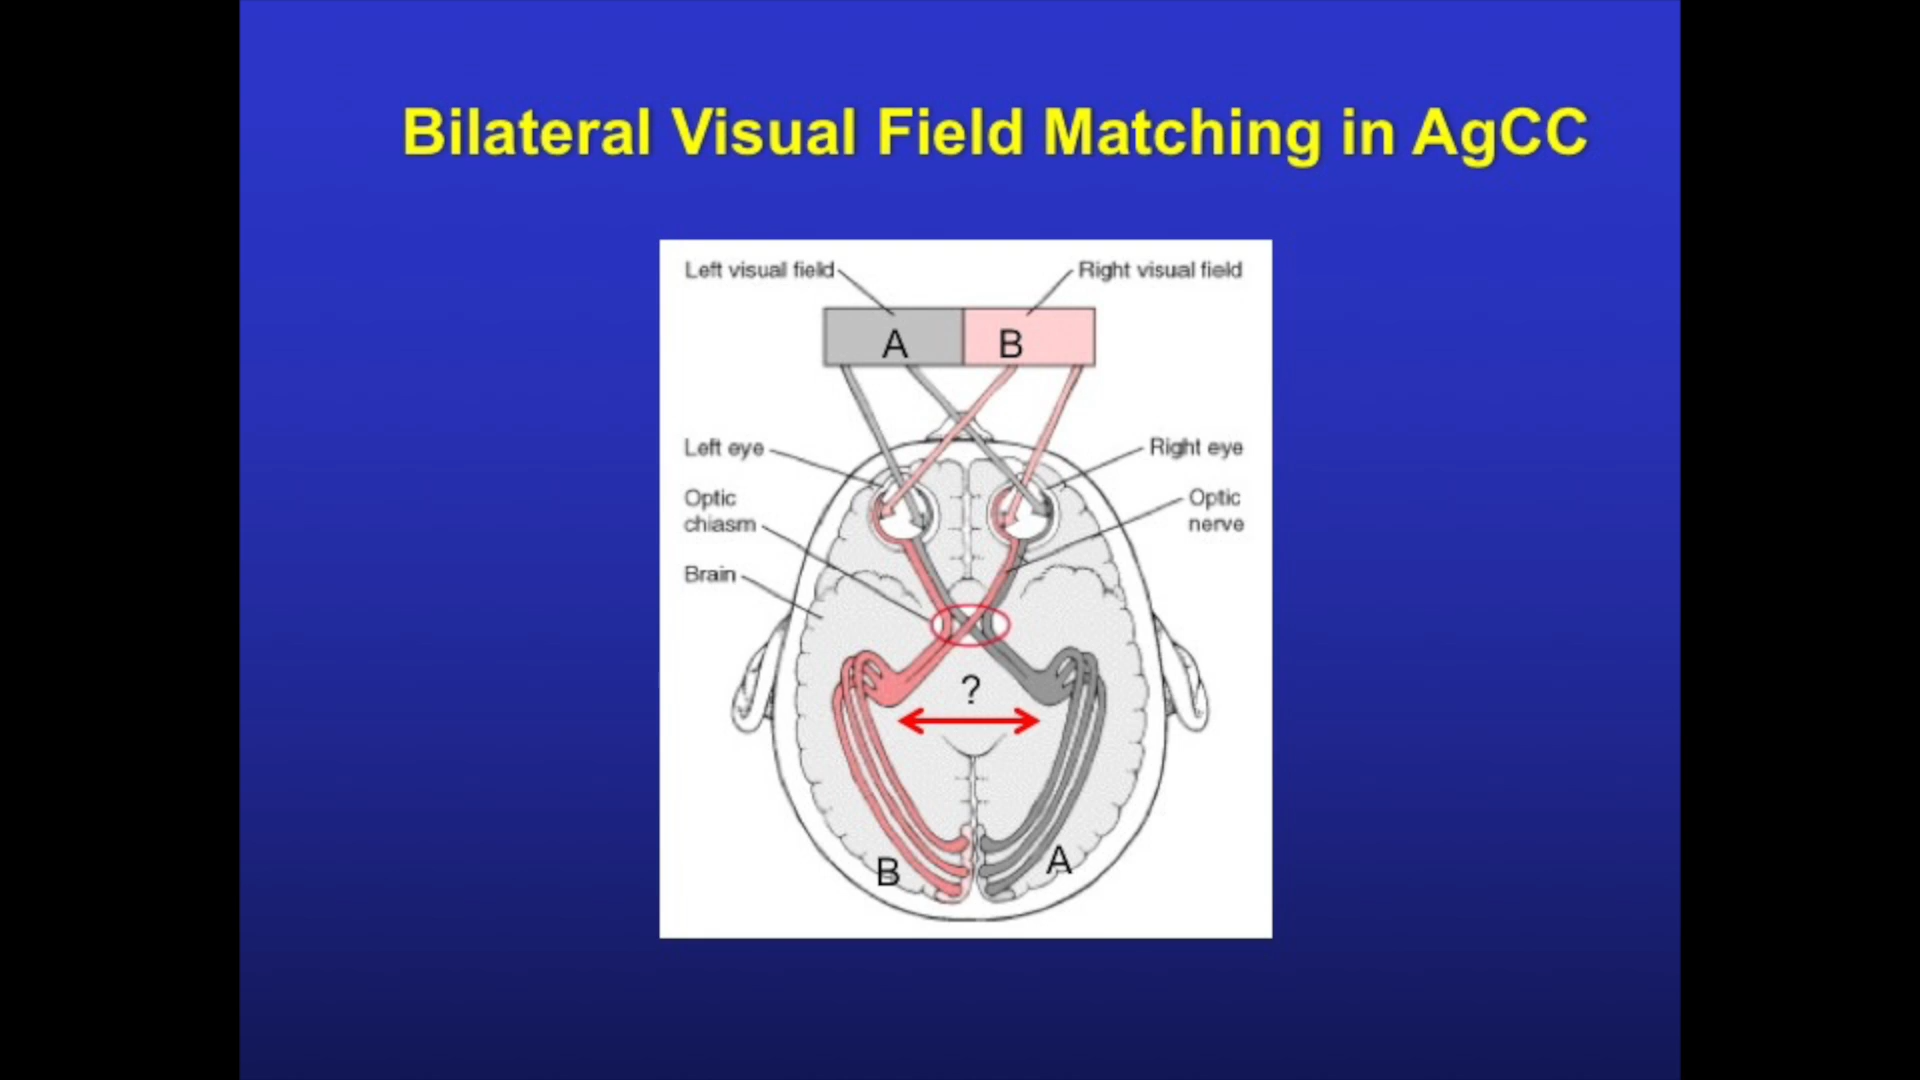 Bilateral Visual Field Matching in AgCC
Left visual field
Right visual field
A
B
Left eye
Right eye
Optic
chiasm
Optic
nerve
Brain
?
B
A